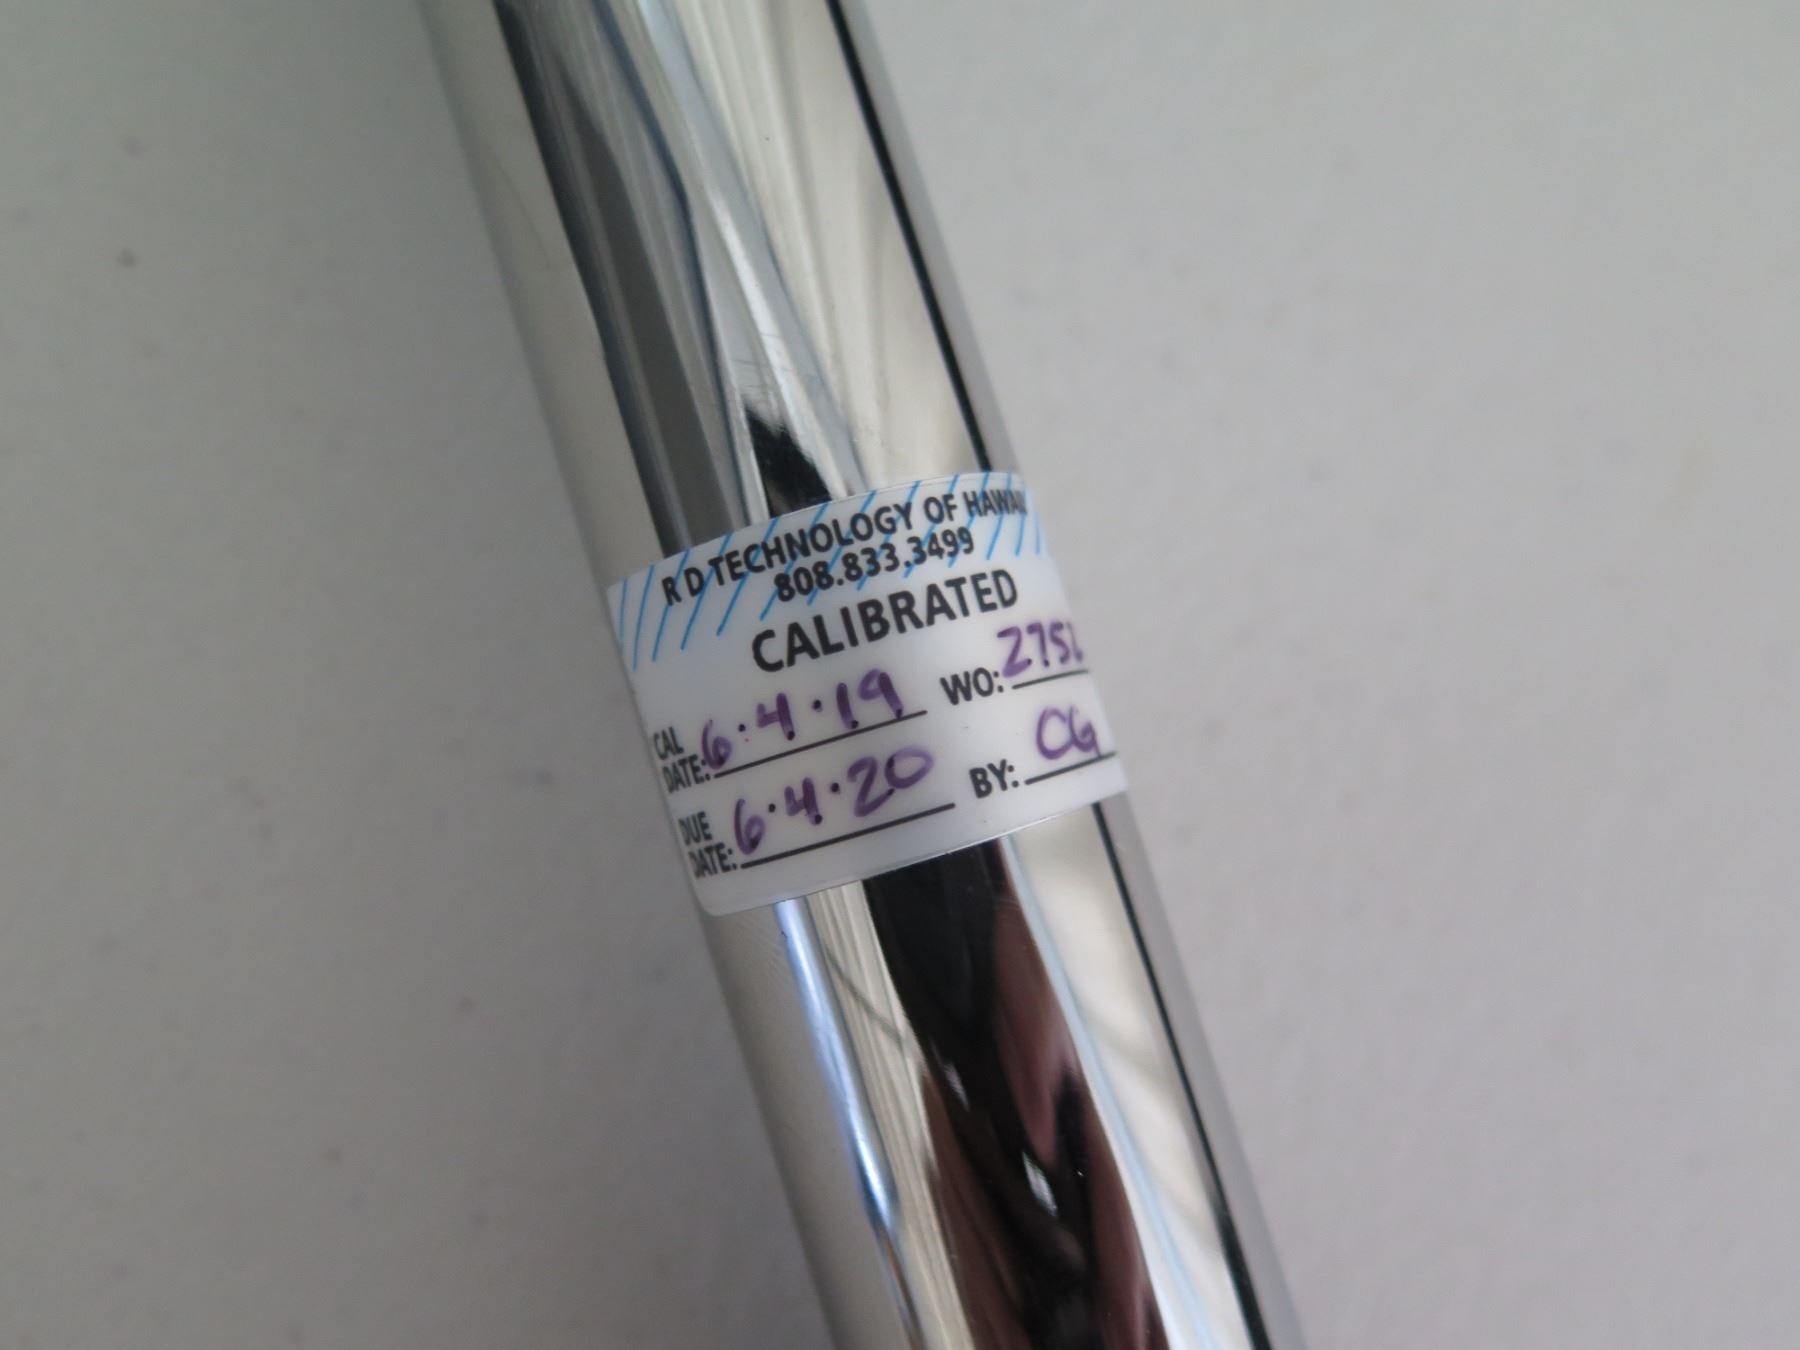 R D TECHNOLOGY OF HAWAII
808.833.3499
CALIBRATED
CAL DATE: 6.4.19 WO:
DUE DATE: 6.4.20 BY: CG